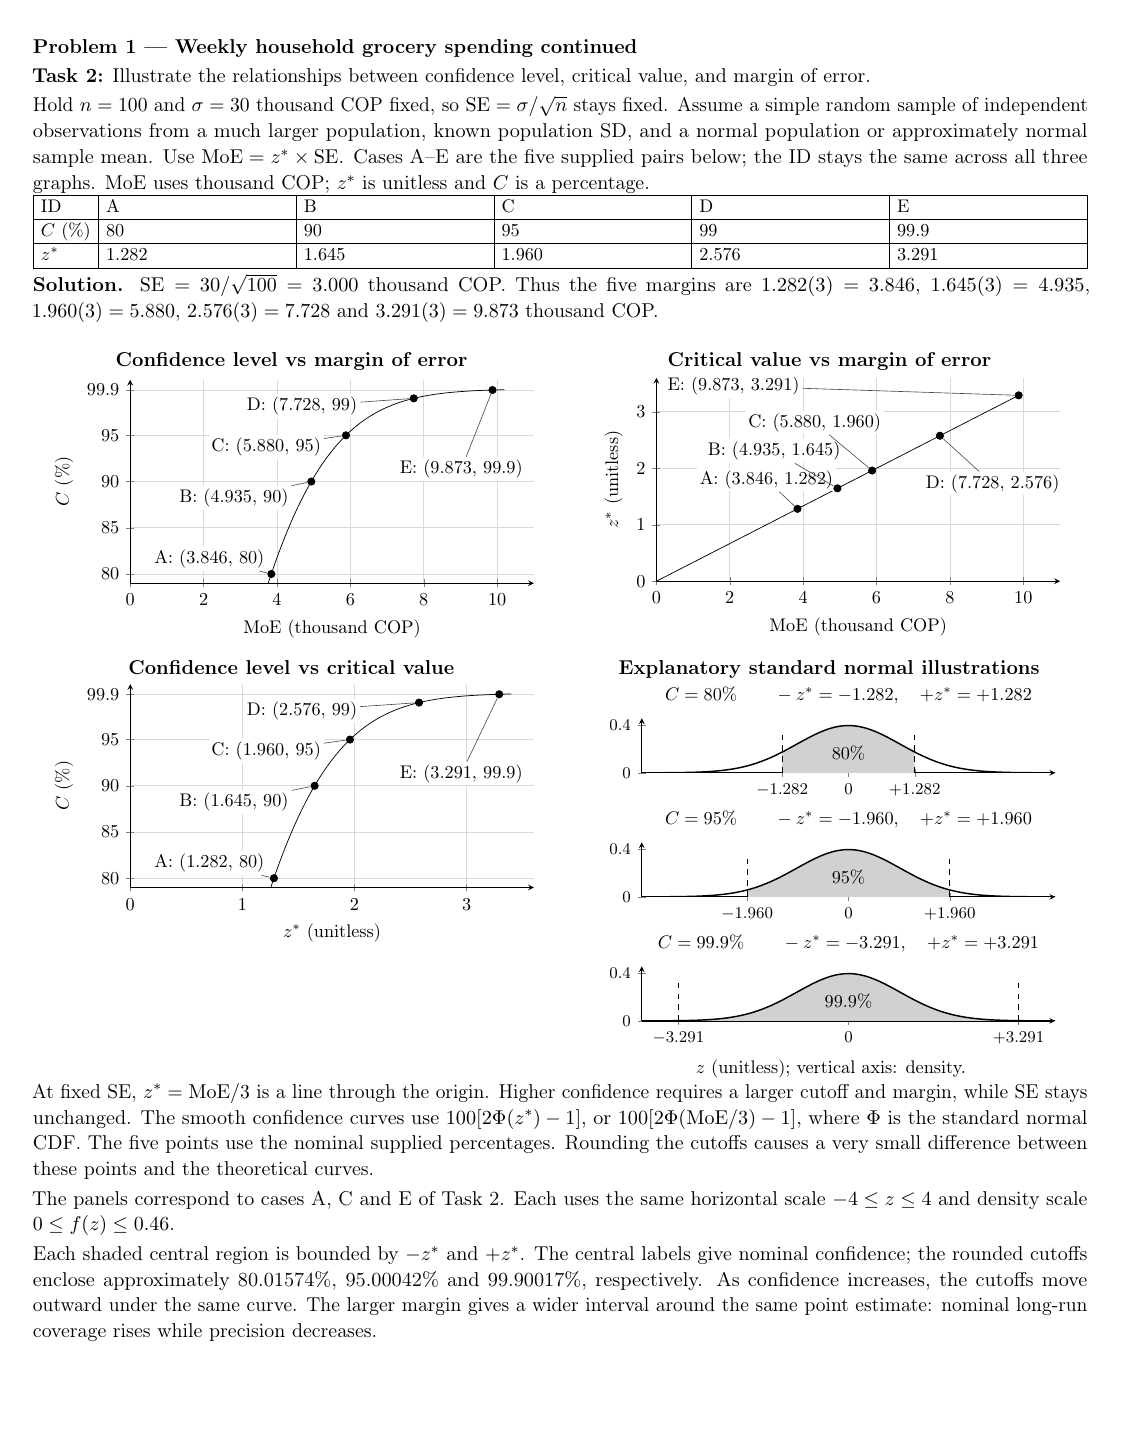 Problem 1 — Weekly household grocery spending continued
Task 2: Illustrate the relationships between confidence level, critical value, and margin of error.
Hold n = 100 and σ = 30 thousand COP fixed, so SE = σ/√n stays fixed. Assume a simple random sample of independent
observations from a much larger population, known population SD, and a normal population or approximately normal
sample mean. Use MoE = z* × SE. Cases A–E are the five supplied pairs below; the ID stays the same across all three
graphs. MoE uses thousand COP; z* is unitless and C is a percentage.
ID A B C D E
C (%) 80 90 95 99 99.9
z* 1.282 1.645 1.960 2.576 3.291
Solution. SE = 30/√100 = 3.000 thousand COP. Thus the five margins are 1.282(3) = 3.846, 1.645(3) = 4.935,
1.960(3) = 5.880, 2.576(3) = 7.728 and 3.291(3) = 9.873 thousand COP.
Confidence level vs margin of error
99.9
95
90
85
80
C (%)
D: (7.728, 99)
C: (5.880, 95)
E: (9.873, 99.9)
B: (4.935, 90)
A: (3.846, 80)
0 2 4 6 8 10
MoE (thousand COP)
Critical value vs margin of error
3
2
1
0
z* (unitless)
E: (9.873, 3.291)
C: (5.880, 1.960)
B: (4.935, 1.645)
A: (3.846, 1.282)
D: (7.728, 2.576)
0 2 4 6 8 10
MoE (thousand COP)
Confidence level vs critical value
99.9
95
90
85
80
C (%)
D: (2.576, 99)
C: (1.960, 95)
E: (3.291, 99.9)
B: (1.645, 90)
A: (1.282, 80)
0 1 2 3
z* (unitless)
Explanatory standard normal illustrations
C = 80% −z* = −1.282, +z* = +1.282
0.4
80%
0
−1.282 0 +1.282
C = 95% −z* = −1.960, +z* = +1.960
0.4
95%
0
−1.960 0 +1.960
C = 99.9% −z* = −3.291, +z* = +3.291
0.4
99.9%
0
−3.291 0 +3.291
z (unitless); vertical axis: density.
At fixed SE, z* = MoE/3 is a line through the origin. Higher confidence requires a larger cutoff and margin, while SE stays
unchanged. The smooth confidence curves use 100[2Φ(z*) − 1], or 100[2Φ(MoE/3) − 1], where Φ is the standard normal
CDF. The five points use the nominal supplied percentages. Rounding the cutoffs causes a very small difference between
these points and the theoretical curves.
The panels correspond to cases A, C and E of Task 2. Each uses the same horizontal scale −4 ≤ z ≤ 4 and density scale
0 ≤ f(z) ≤ 0.46.
Each shaded central region is bounded by −z* and +z*. The central labels give nominal confidence; the rounded cutoffs
enclose approximately 80.01574%, 95.00042% and 99.90017%, respectively. As confidence increases, the cutoffs move
outward under the same curve. The larger margin gives a wider interval around the same point estimate: nominal long-run
coverage rises while precision decreases.